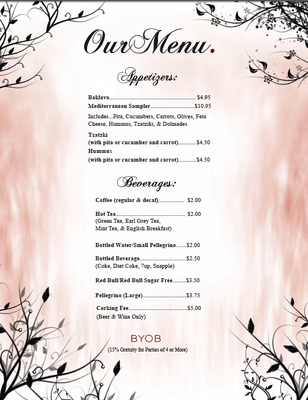 Our Menu.
Appetizers:
Baklava.......................................................$4.95
Mediterranean Sampler..............................$10.95
Includes...Pita, Cucumbers, Carrots, Olives, Feta
Cheese, Hummus, Tzatziki, & Dolmades
Tzatzki
(with pita or cucumber and carrot)..........$4.50
Hummus
(with pita or cucumber and carrot)..........$4.50
Beverages:
Coffee (regular & decaf)................. $2.00
Hot Tea........................................ $2.00
(Green Tea, Earl Grey Tea,
Mint Tea, & English Breakfast)
Bottled Water/Small Pellegrino......$2.00
Bottled Beverage..........................$2.50
(Coke, Diet Coke, 7up, Snapple)
Red Bull/Red Bull Sugar Free.......$3.50
Pellegrino (Large).........................$3.75
Corking Fee..................................$5.00
(Beer & Wine Only)
BYOB
(15% Gratuity for Parties of 4 or More)